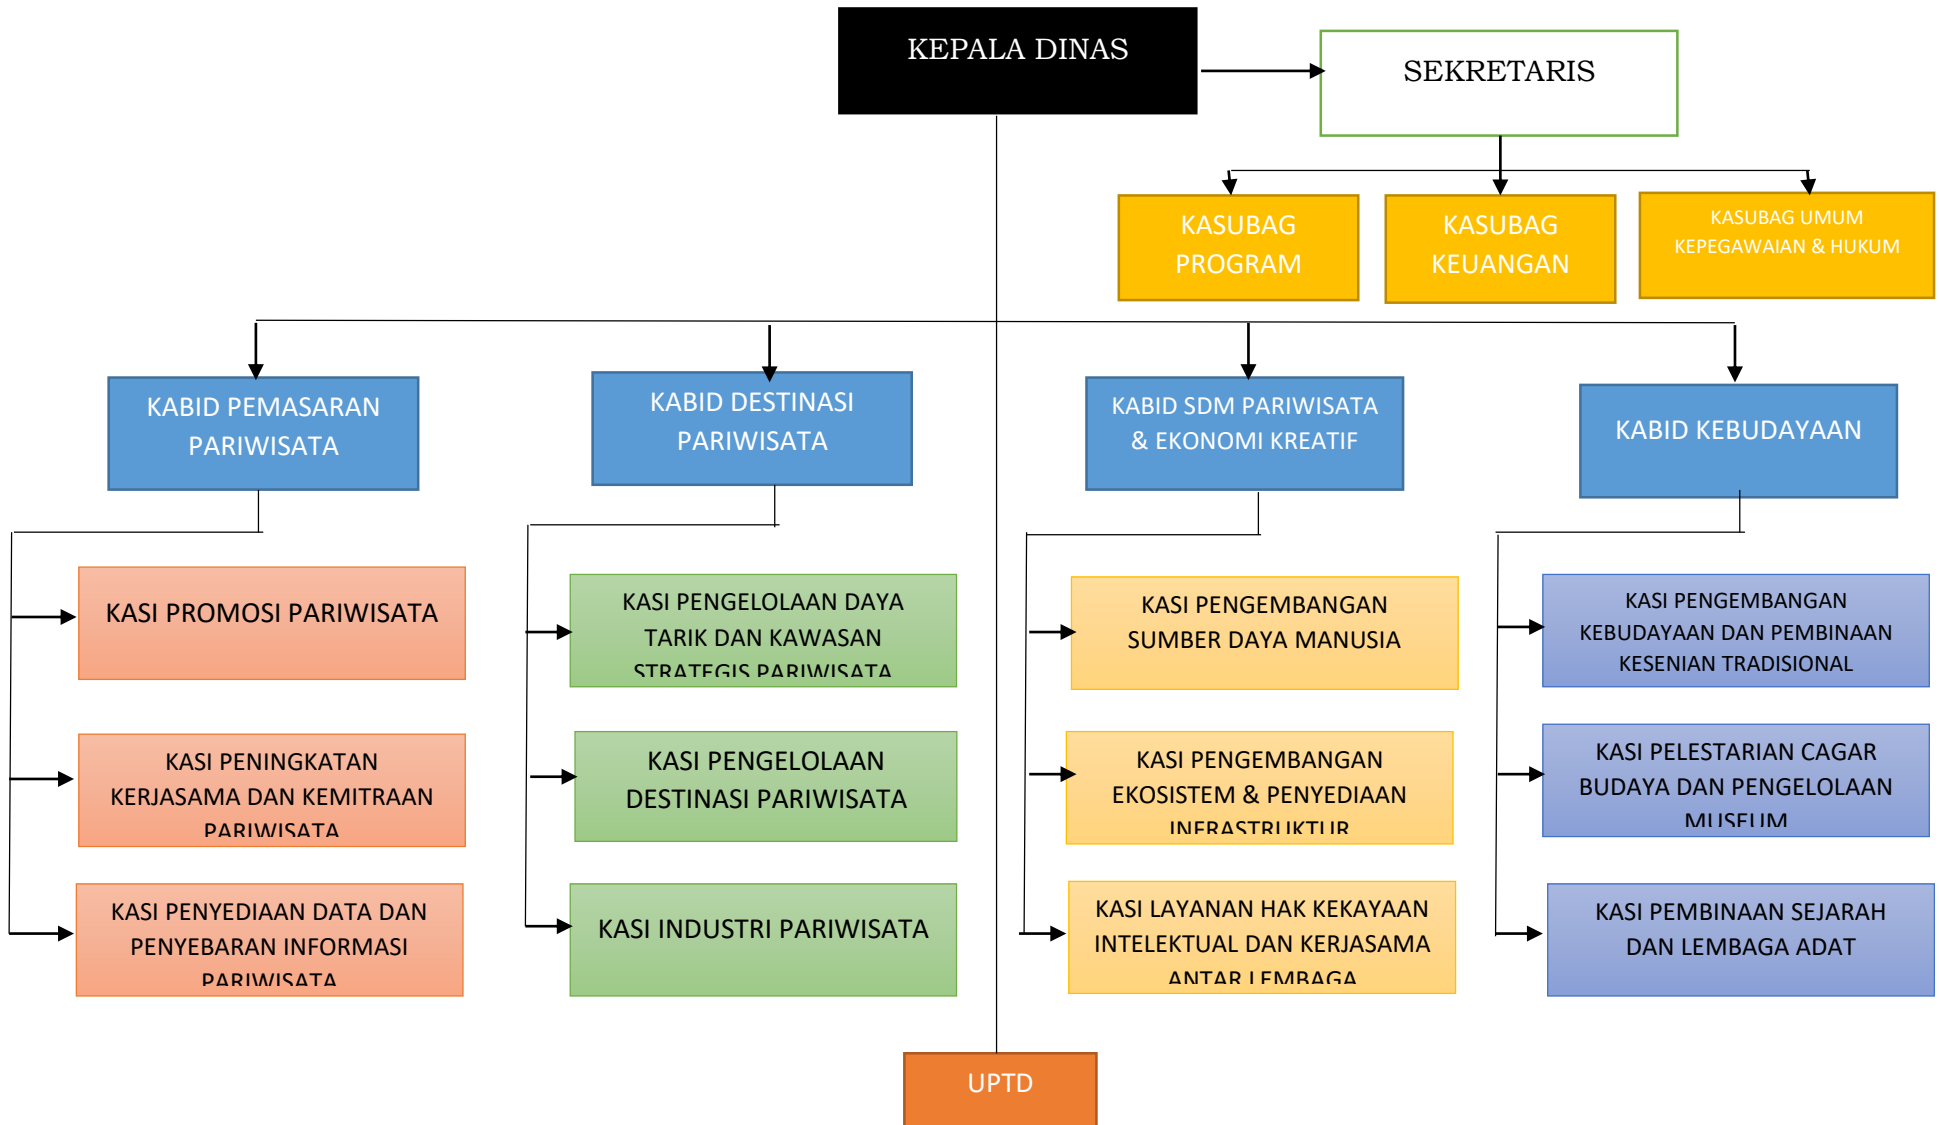 KEPALA DINAS
SEKRETARIS
KASUBAG
PROGRAM
KASUBAG
KEUANGAN
KASUBAG UMUM
KEPEGAWAIAN & HUKUM
KABID PEMASARAN
PARIWISATA
KABID DESTINASI
PARIWISATA
KABID SDM PARIWISATA
& EKONOMI KREATIF
KABID KEBUDAYAAN
KASI PROMOSI PARIWISATA
KASI PENGELOLAAN DAYA
TARIK DAN KAWASAN
STRATEGIS PARIWISATA
KASI PENGEMBANGAN
SUMBER DAYA MANUSIA
KASI PENGEMBANGAN
KEBUDAYAAN DAN PEMBINAAN
KESENIAN TRADISIONAL
KASI PENINGKATAN
KERJASAMA DAN KEMITRAAN
PARIWISATA
KASI PENGELOLAAN
DESTINASI PARIWISATA
KASI PENGEMBANGAN
EKOSISTEM & PENYEDIAAN
INFRASTRUKTUR
KASI PELESTARIAN CAGAR
BUDAYA DAN PENGELOLAAN
MUSEUM
KASI PENYEDIAAN DATA DAN
PENYEBARAN INFORMASI
PARIWISATA
KASI INDUSTRI PARIWISATA
KASI LAYANAN HAK KEKAYAAN
INTELEKTUAL DAN KERJASAMA
ANTAR LEMBAGA
KASI PEMBINAAN SEJARAH
DAN LEMBAGA ADAT
UPTD